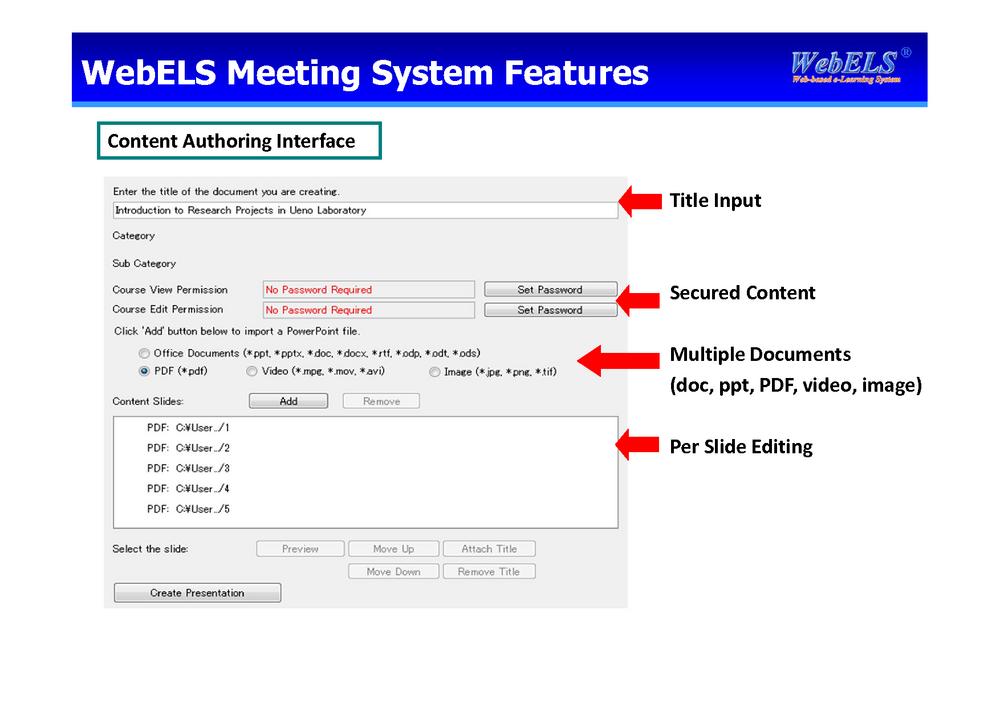 WebELS Meeting System Features
WebELS®
Web-based e-Learning System
Content Authoring Interface
Enter the title of the document you are creating.
Introduction to Research Projects in Ueno Laboratory
Title Input
Category
Sub Category
Course View Permission No Password Required Set Password
Secured Content
Course Edit Permission No Password Required Set Password
Click 'Add' button below to import a PowerPoint file.
Office Documents (*.ppt, *.pptx, *.doc, *.docx, *.rtf, *.odp, *.odt, *.ods)
Multiple Documents
(doc, ppt, PDF, video, image)
PDF (*.pdf) Video (*.mpg, *.mov, *.avi) Image (*.jpg, *.png, *.tif)
Content Slides: Add Remove
PDF: C:¥User../1
PDF: C:¥User../2
PDF: C:¥User../3
PDF: C:¥User../4
PDF: C:¥User../5
Per Slide Editing
Select the slide: Preview Move Up Attach Title
Move Down Remove Title
Create Presentation